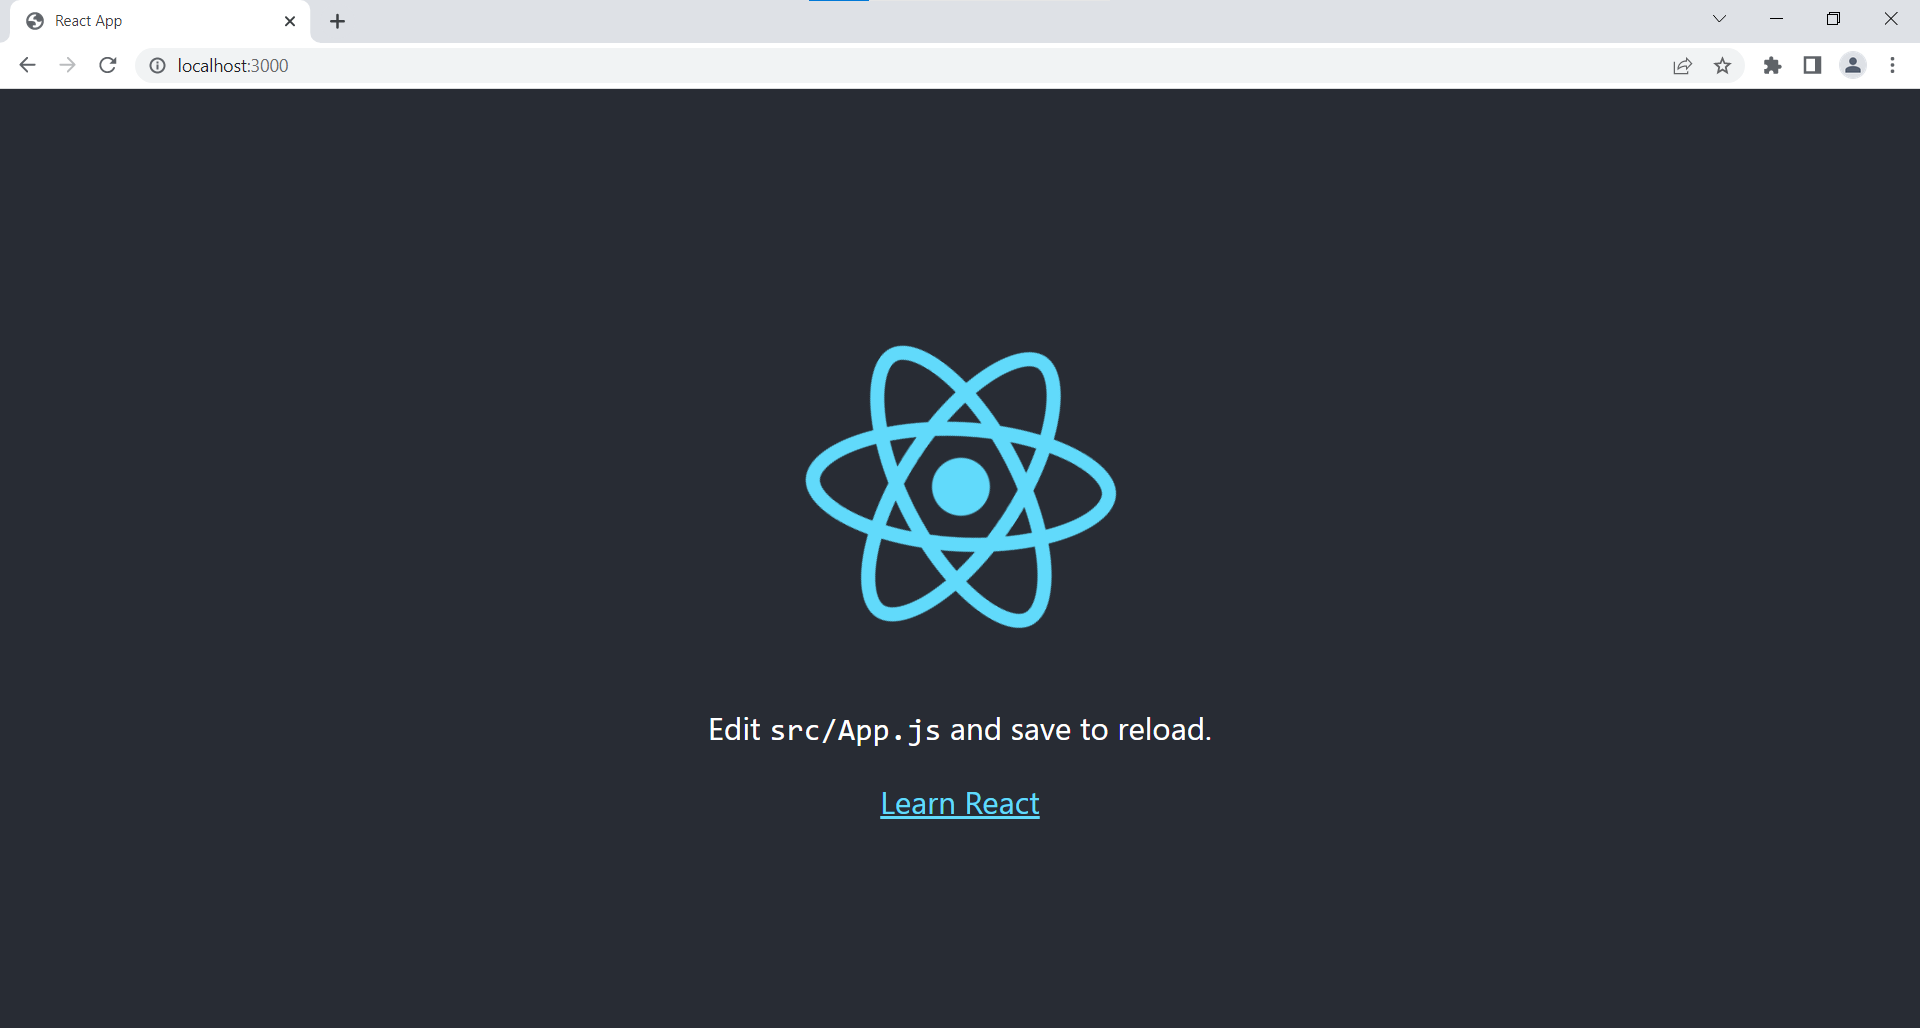 React App
localhost:3000
Edit src/App.js and save to reload.
Learn React